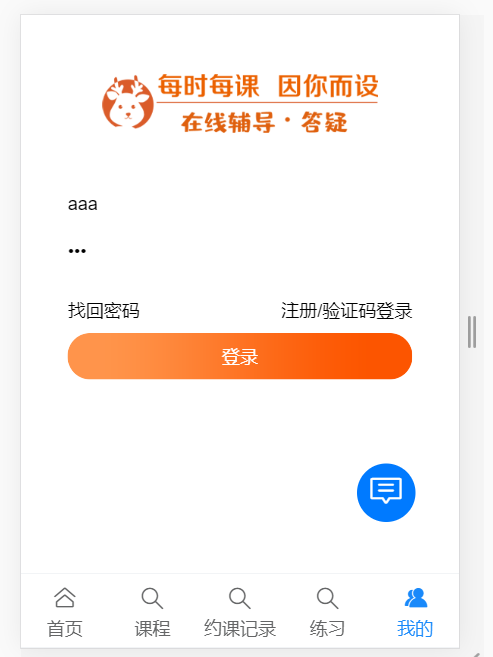 每时每课 因你而设
在线辅导·答疑
aaa
•••
找回密码 注册/验证码登录
登录
首页 课程 约课记录 练习 我的